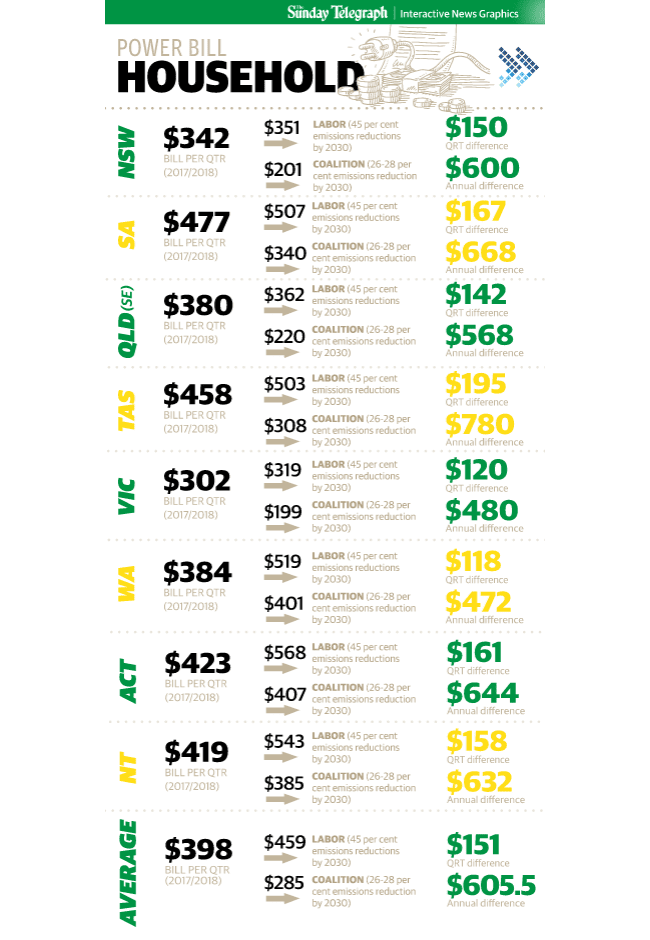 The Sunday Telegraph | Interactive News Graphics
POWER BILL
HOUSEHOLD
NSW
$342
BILL PER QTR
(2017/2018)
$351
LABOR (45 per cent
emissions reductions
by 2030)
$201
COALITION (26-28 per
cent emissions reduction
by 2030)
$150
QRT difference
$600
Annual difference
SA
$477
BILL PER QTR
(2017/2018)
$507
LABOR (45 per cent
emissions reductions
by 2030)
$340
COALITION (26-28 per
cent emissions reduction
by 2030)
$167
QRT difference
$668
Annual difference
QLD (SE)
$380
BILL PER QTR
(2017/2018)
$362
LABOR (45 per cent
emissions reductions
by 2030)
$220
COALITION (26-28 per
cent emissions reduction
by 2030)
$142
QRT difference
$568
Annual difference
TAS
$458
BILL PER QTR
(2017/2018)
$503
LABOR (45 per cent
emissions reductions
by 2030)
$308
COALITION (26-28 per
cent emissions reduction
by 2030)
$195
QRT difference
$780
Annual difference
VIC
$302
BILL PER QTR
(2017/2018)
$319
LABOR (45 per cent
emissions reductions
by 2030)
$199
COALITION (26-28 per
cent emissions reduction
by 2030)
$120
QRT difference
$480
Annual difference
WA
$384
BILL PER QTR
(2017/2018)
$519
LABOR (45 per cent
emissions reductions
by 2030)
$401
COALITION (26-28 per
cent emissions reduction
by 2030)
$118
QRT difference
$472
Annual difference
ACT
$423
BILL PER QTR
(2017/2018)
$568
LABOR (45 per cent
emissions reductions
by 2030)
$407
COALITION (26-28 per
cent emissions reduction
by 2030)
$161
QRT difference
$644
Annual difference
NT
$419
BILL PER QTR
(2017/2018)
$543
LABOR (45 per cent
emissions reductions
by 2030)
$385
COALITION (26-28 per
cent emissions reduction
by 2030)
$158
QRT difference
$632
Annual difference
AVERAGE
$398
BILL PER QTR
(2017/2018)
$459
LABOR (45 per cent
emissions reductions
by 2030)
$285
COALITION (26-28 per
cent emissions reduction
by 2030)
$151
QRT difference
$605.5
Annual difference